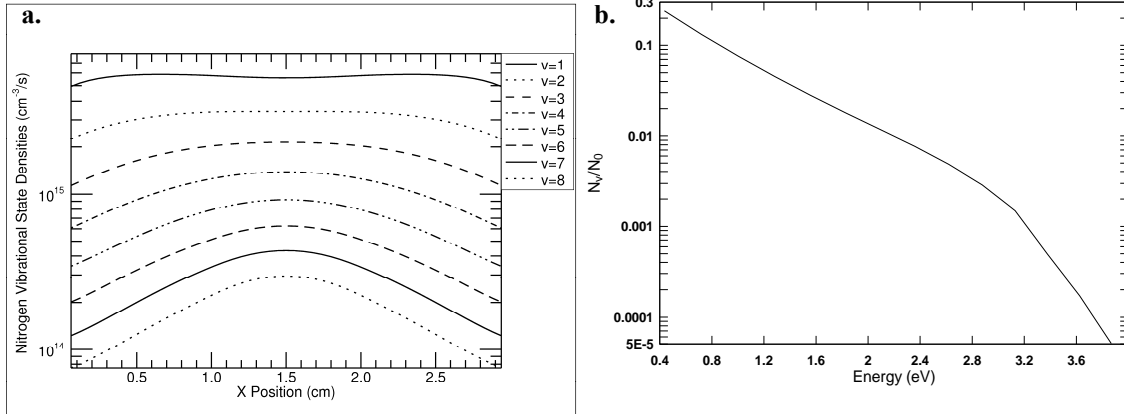 a.
Nitrogen Vibrational State Densities (cm⁻³/s)
10¹⁵
10¹⁴
0.5
1.0
1.5
2.0
2.5
X Position (cm)
v=1
v=2
v=3
v=4
v=5
v=6
v=7
v=8
b.
Nᵥ/N₀
0.3
0.1
0.01
0.001
0.0001
5E-5
0.4
0.8
1.2
1.6
2
2.4
2.8
3.2
3.6
Energy (eV)